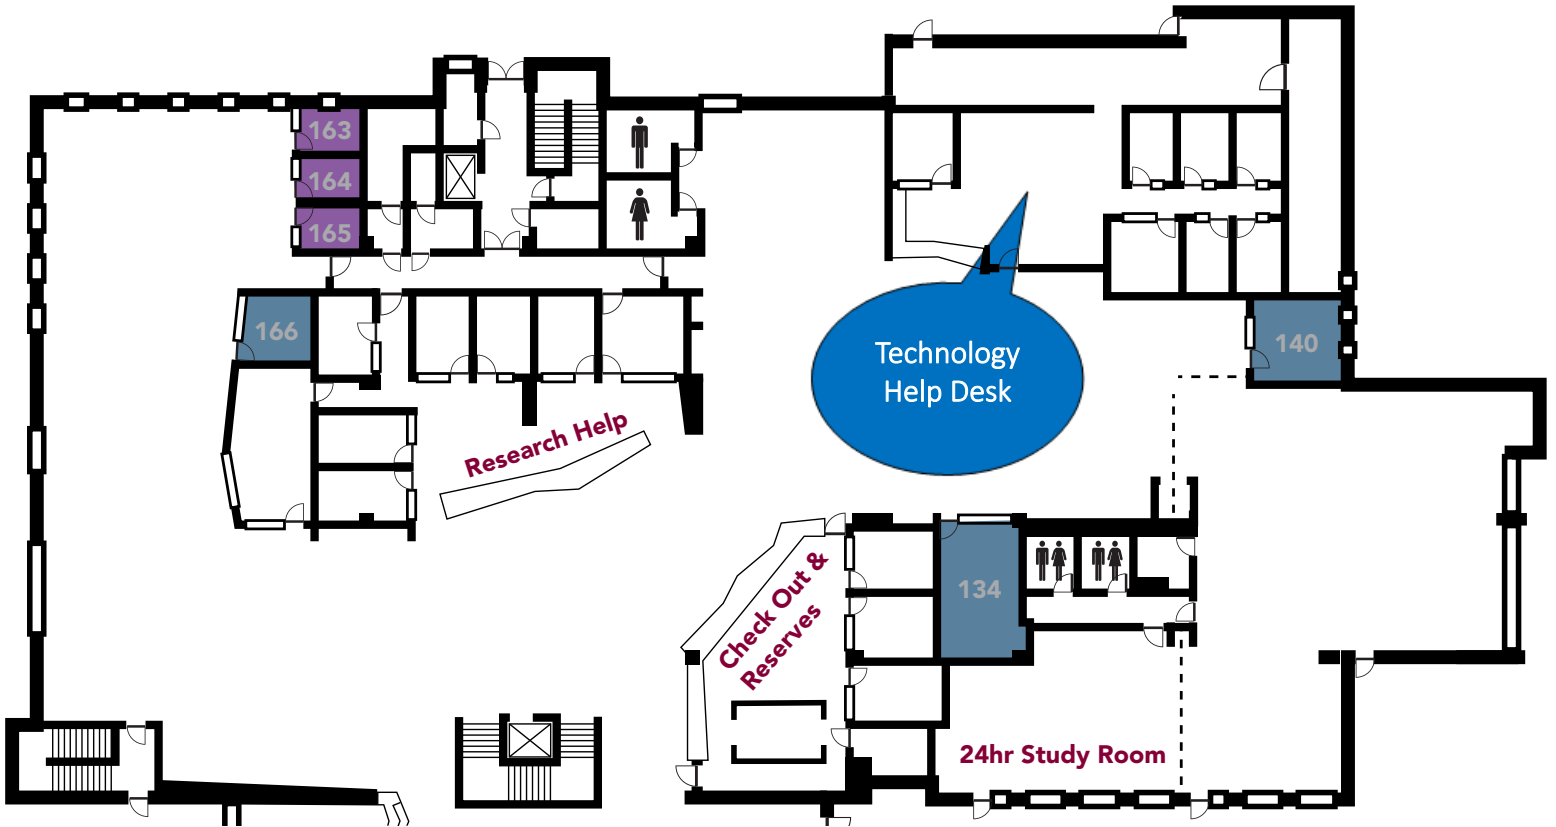 163
164
165
166
Technology
Help Desk
140
Research Help
134
Check Out &
Reserves
24hr Study Room